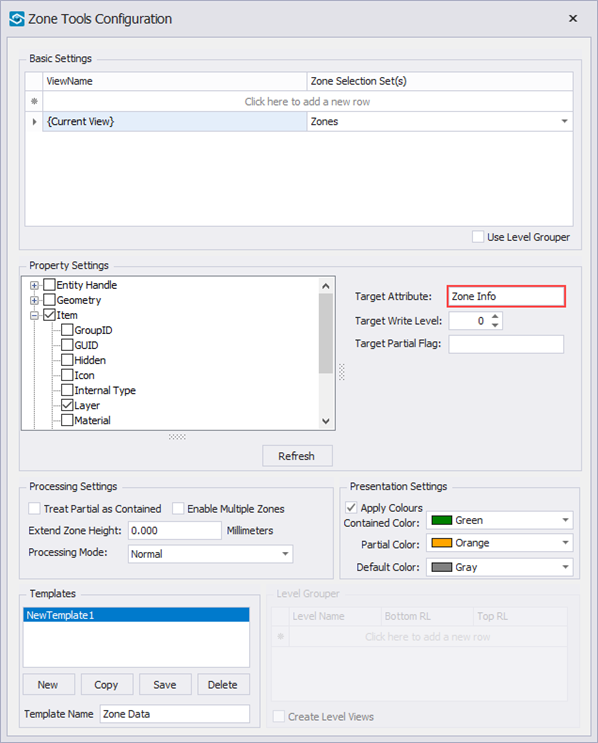 Zone Tools Configuration
Basic Settings
ViewName Zone Selection Set(s)
Click here to add a new row
{Current View} Zones
Use Level Grouper
Property Settings
Entity Handle
Geometry
Item
GroupID
GUID
Hidden
Icon
Internal Type
Layer
Material
Target Attribute: Zone Info
Target Write Level: 0
Target Partial Flag:
Refresh
Processing Settings
Treat Partial as Contained Enable Multiple Zones
Extend Zone Height: 0.000 Millimeters
Processing Mode: Normal
Presentation Settings
Apply Colours
Contained Color: Green
Partial Color: Orange
Default Color: Gray
Templates
NewTemplate1
New Copy Save Delete
Template Name Zone Data
Level Grouper
Level Name Bottom RL Top RL
Click here to add a new row
Create Level Views